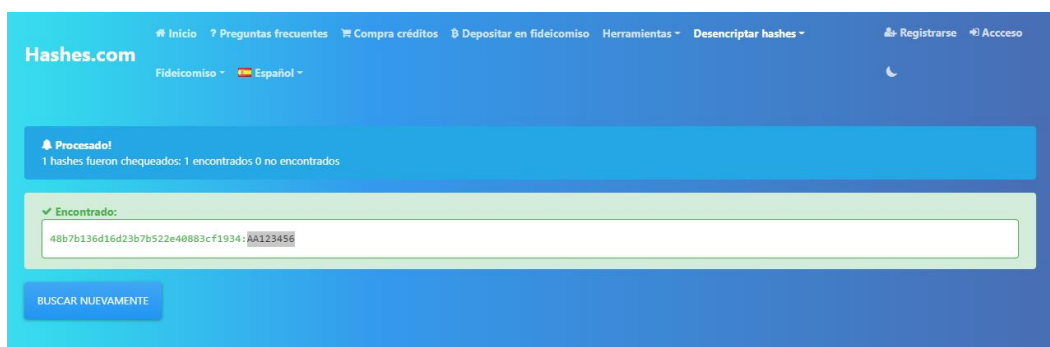 Hashes.com
Inicio ? Preguntas frecuentes Compra créditos Depositar en fideicomiso Herramientas Desencriptar hashes Registrarse Accceso
Fideicomiso Español
Procesado!
1 hashes fueron chequeados: 1 encontrados 0 no encontrados
Encontrado:
48b7b136d16d23b7b522e40883cf1934:AA123456
BUSCAR NUEVAMENTE